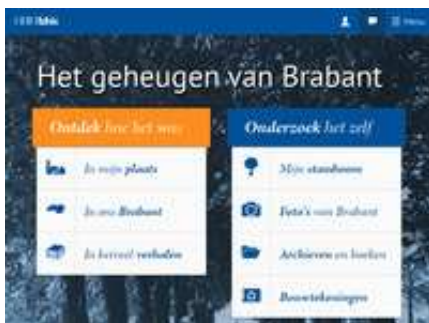 Menu
Het geheugen van Brabant
Ontdek hoe het was
Onderzoek het zelf
In mijn plaats
Mijn stamboom
In ons Brabant
Foto's van Brabant
In bereid verhalen
Archieven en boeken
Bouwtekeningen